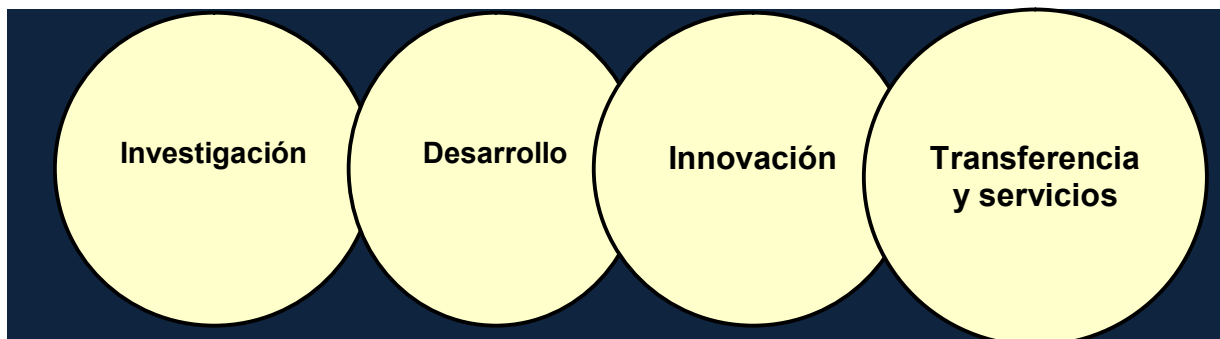 Investigación
Desarrollo
Innovación
Transferencia
y servicios